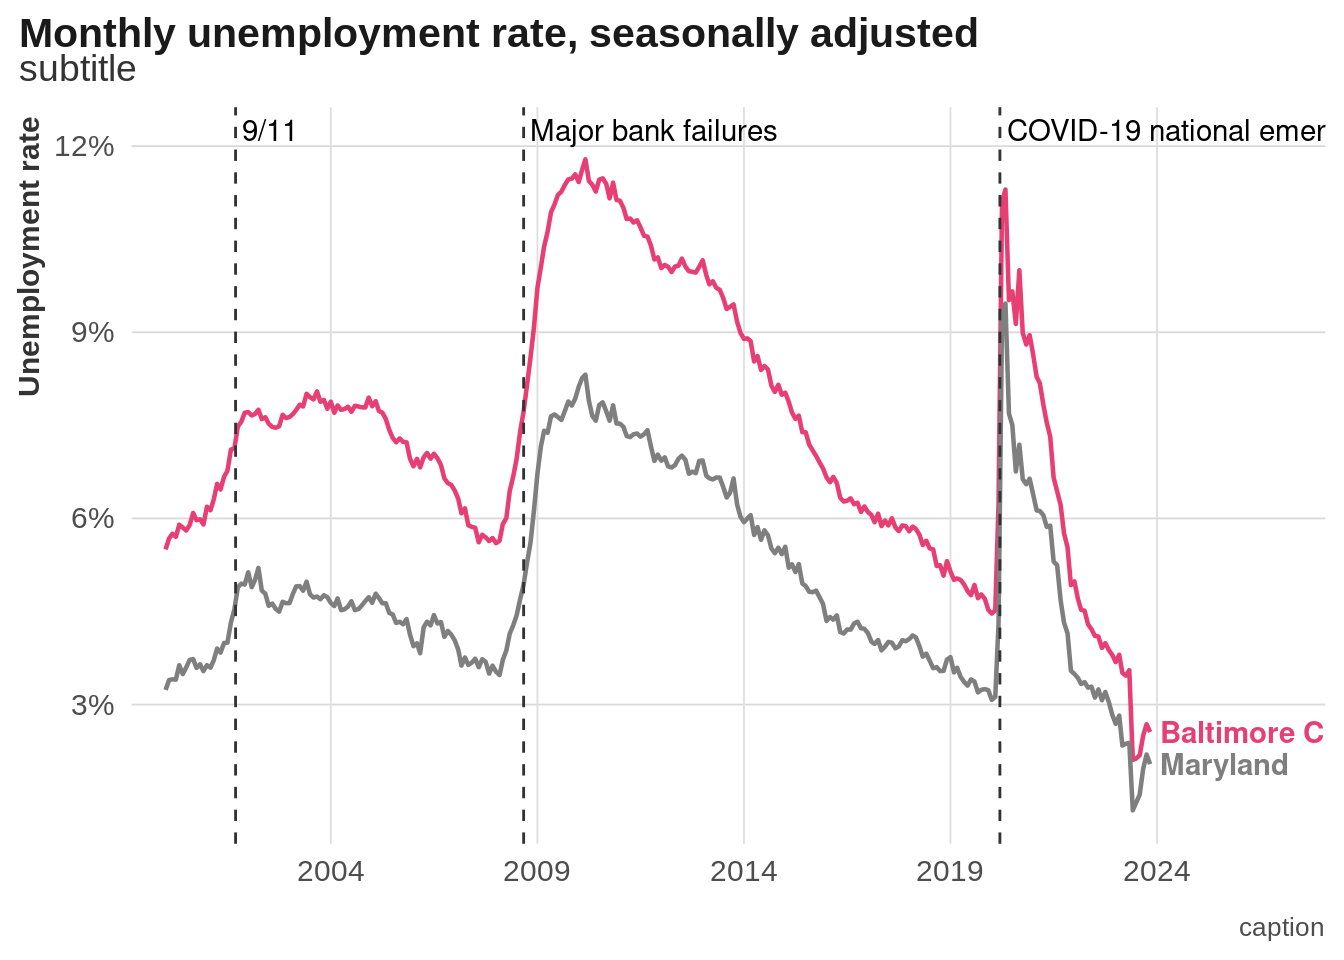 Monthly unemployment rate, seasonally adjusted
subtitle
Unemployment rate
9/11
Major bank failures
COVID-19 national emer
12%
9%
6%
3%
Baltimore C
Maryland
2004
2009
2014
2019
2024
caption